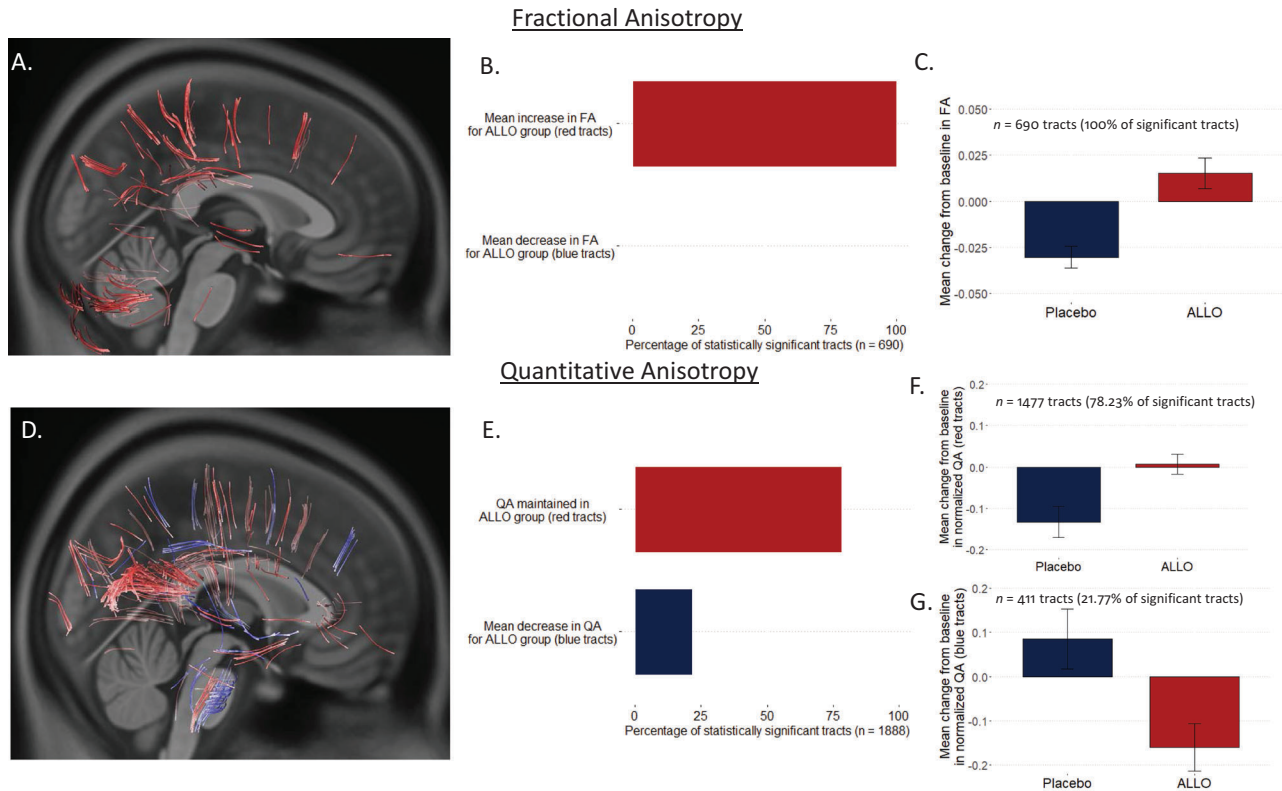 Fractional Anisotropy
A.
B.
Mean increase in FA
for ALLO group (red tracts)
Mean decrease in FA
for ALLO group (blue tracts)
0
25
50
75
100
Percentage of statistically significant tracts (n = 690)
C.
Mean change from baseline in FA
0.050
0.025
0.000
-0.025
-0.050
n = 690 tracts (100% of significant tracts)
Placebo
ALLO
Quantitative Anisotropy
D.
E.
QA maintained in
ALLO group (red tracts)
Mean decrease in QA
for ALLO group (blue tracts)
0
25
50
75
100
Percentage of statistically significant tracts (n = 1888)
F.
Mean change from baseline
in normalized QA (red tracts)
0.2
0.1
0.0
-0.1
-0.2
n = 1477 tracts (78.23% of significant tracts)
Placebo
ALLO
G.
Mean change from baseline
in normalized QA (blue tracts)
0.2
0.1
0.0
-0.1
-0.2
n = 411 tracts (21.77% of significant tracts)
Placebo
ALLO